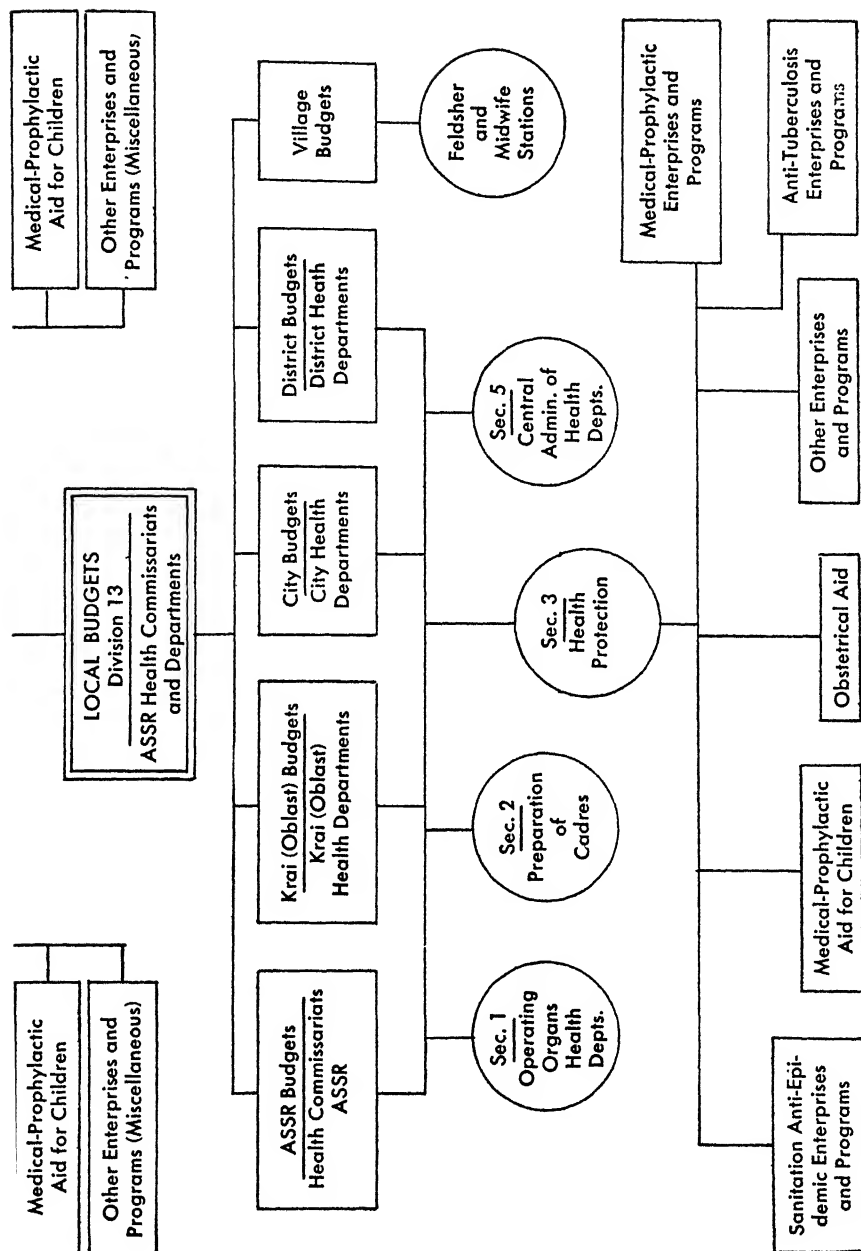 Medical-Prophylactic
Aid for Children
Other Enterprises and
Programs (Miscellaneous)
Medical-Prophylactic
Aid for Children
Other Enterprises and
Programs (Miscellaneous)
LOCAL BUDGETS
Division 13
ASSR Health Commissariats
and Departments
ASSR Budgets
Health Commissariats
ASSR
Krai (Oblast) Budgets
Krai (Oblast)
Health Departments
City Budgets
City Health
Departments
District Budgets
District Heath
Departments
Village
Budgets
Sec. 1
Operating
Organs
Health
Depts.
Sec. 2
Preparation
of
Cadres
Sec. 3
Health
Protection
Sec. 5
Central
Admin. of
Health
Depts.
Feldsher
and
Midwife
Stations
Medical-Prophylactic
Enterprises and
Programs
Sanitation Anti-Epi-
demic Enterprises
and Programs
Medical-Prophylactic
Aid for Children
Obstetrical Aid
Other Enterprises
and Programs
Anti-Tuberculosis
Enterprises and
Programs